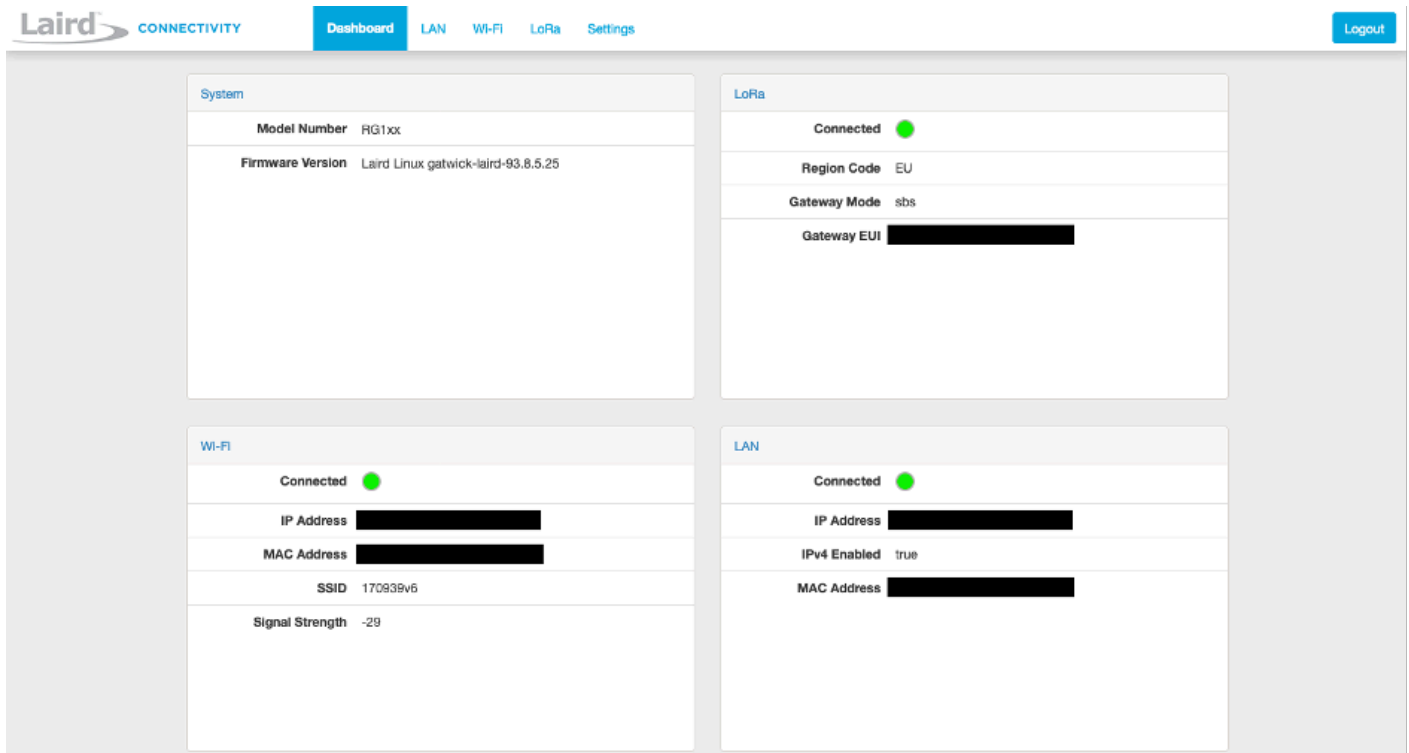 Laird™ CONNECTIVITY Dashboard LAN Wi-Fi LoRa Settings Logout
System
Model Number RG1xx
Firmware Version Laird Linux gatwick-laird-93.8.5.25
LoRa
Connected
Region Code EU
Gateway Mode sbs
Gateway EUI
Wi-Fi
Connected
IP Address
MAC Address
SSID 170939v6
Signal Strength -29
LAN
Connected
IP Address
IPv4 Enabled true
MAC Address